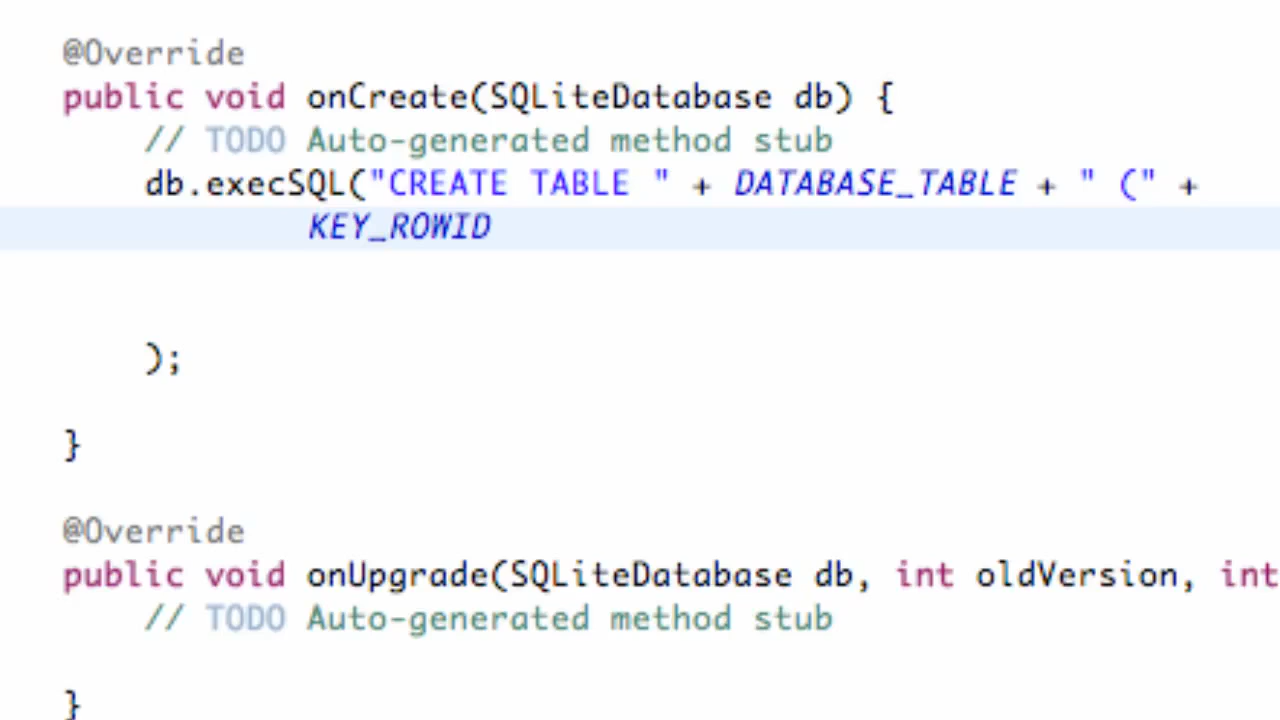 @Override
public void onCreate(SQLiteDatabase db) {
// TODO Auto-generated method stub
db.execSQL("CREATE TABLE " + DATABASE_TABLE + " (" +
KEY_ROWID
);
}
@Override
public void onUpgrade(SQLiteDatabase db, int oldVersion, int
// TODO Auto-generated method stub
}